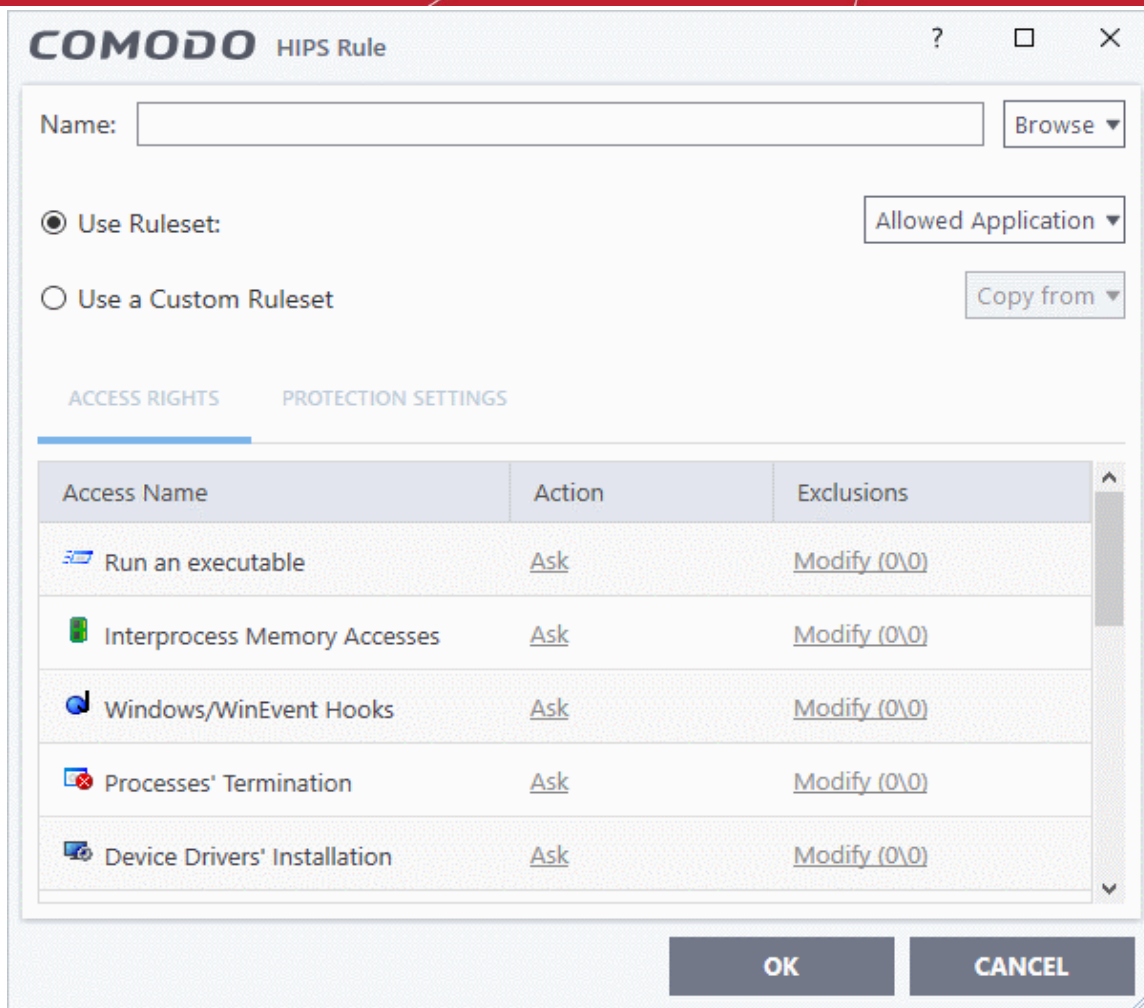 COMODO HIPS Rule ?
Name: Browse
Use Ruleset: Allowed Application
Use a Custom Ruleset Copy from
ACCESS RIGHTS PROTECTION SETTINGS
Access Name Action Exclusions
Run an executable Ask Modify (0\0)
Interprocess Memory Accesses Ask Modify (0\0)
Windows/WinEvent Hooks Ask Modify (0\0)
Processes' Termination Ask Modify (0\0)
Device Drivers' Installation Ask Modify (0\0)
OK CANCEL